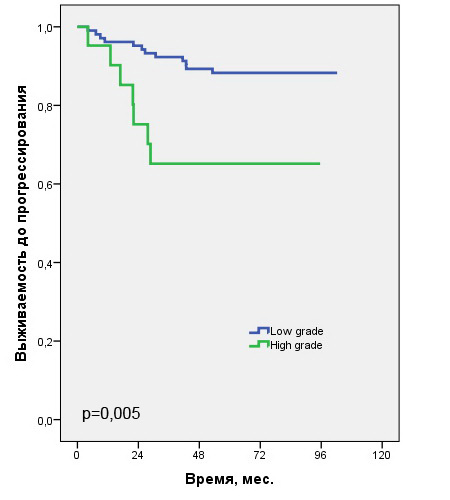 Выживаемость до прогрессирования
1,0
0,8
0,6
0,4
0,2
0,0
Low grade
High grade
p=0,005
0 24 48 72 96 120
Время, мес.